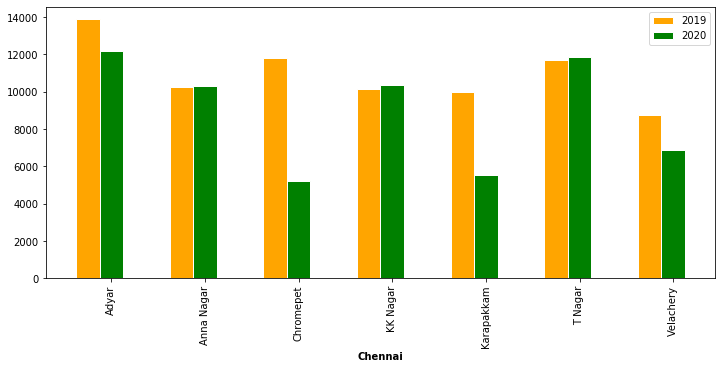 14000
12000
10000
8000
6000
4000
2000
0
2019
2020
Adyar
Anna Nagar
Chromepet
KK Nagar
Karapakkam
T Nagar
Velachery
Chennai